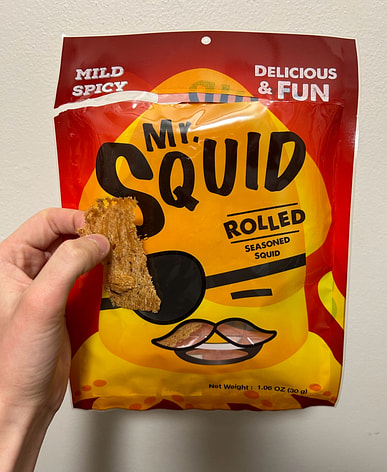 MILD
SPICY
DELICIOUS
& FUN
Mr.
SQUID
ROLLED
SEASONED
SQUID
Net Weight : 1.06 OZ (30 g)